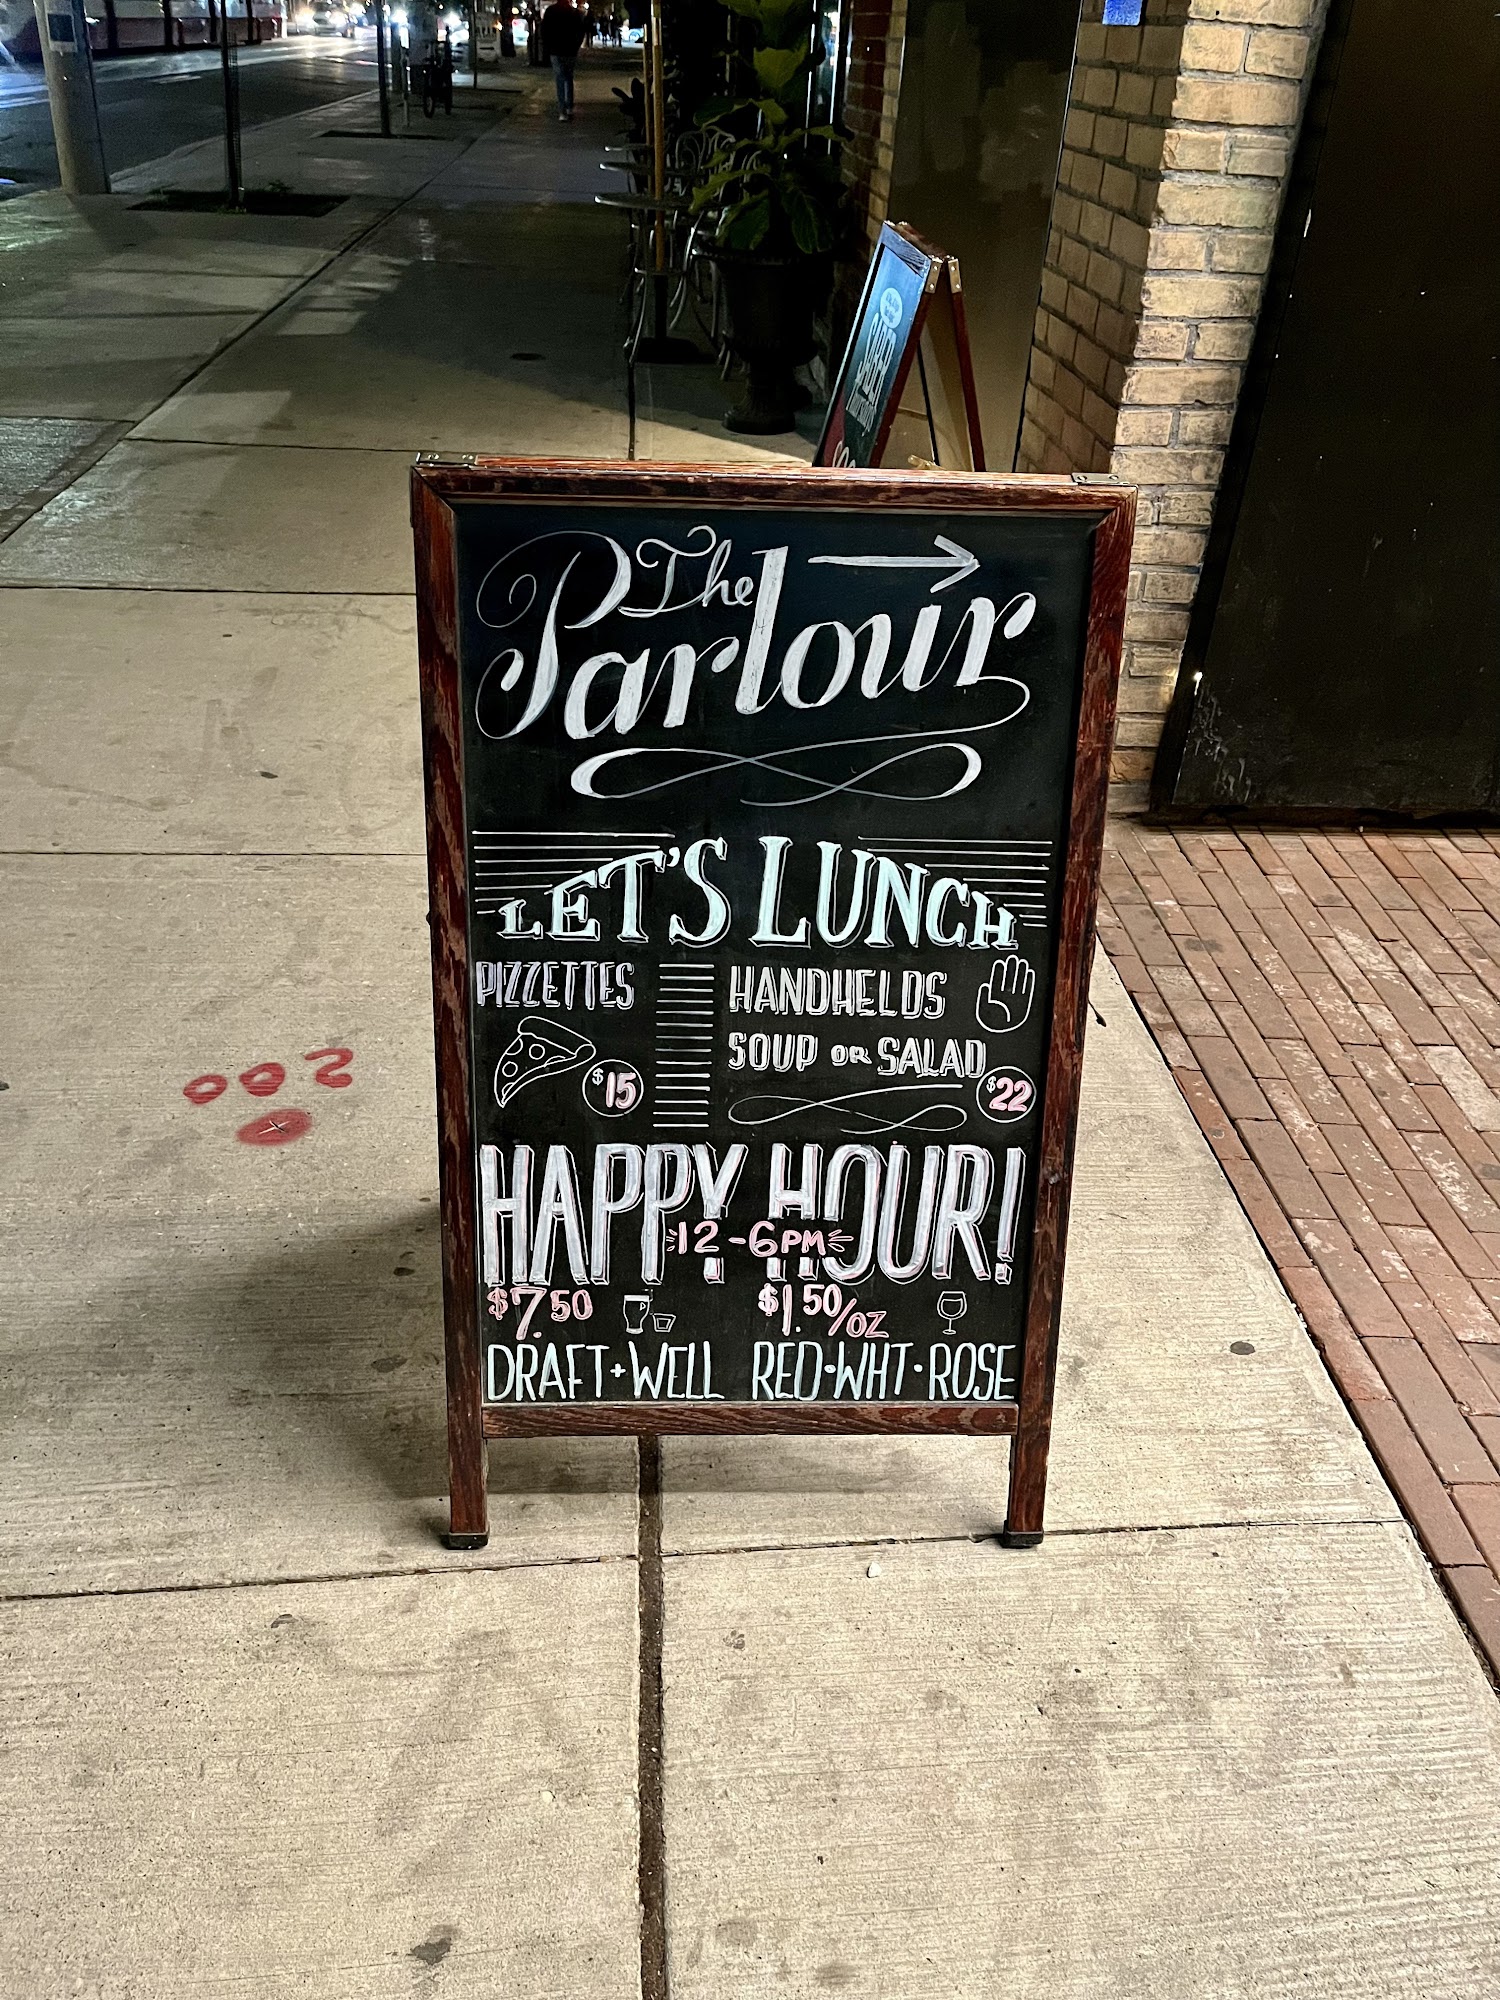 The
Parlour
LET'S LUNCH
PIZZETTES
$15
HANDHELDS
SOUP OR SALAD
$22
HAPPY HOUR!
12-6PM
$7.50
DRAFT+WELL
$1.50/OZ
RED•WHT•ROSE
200